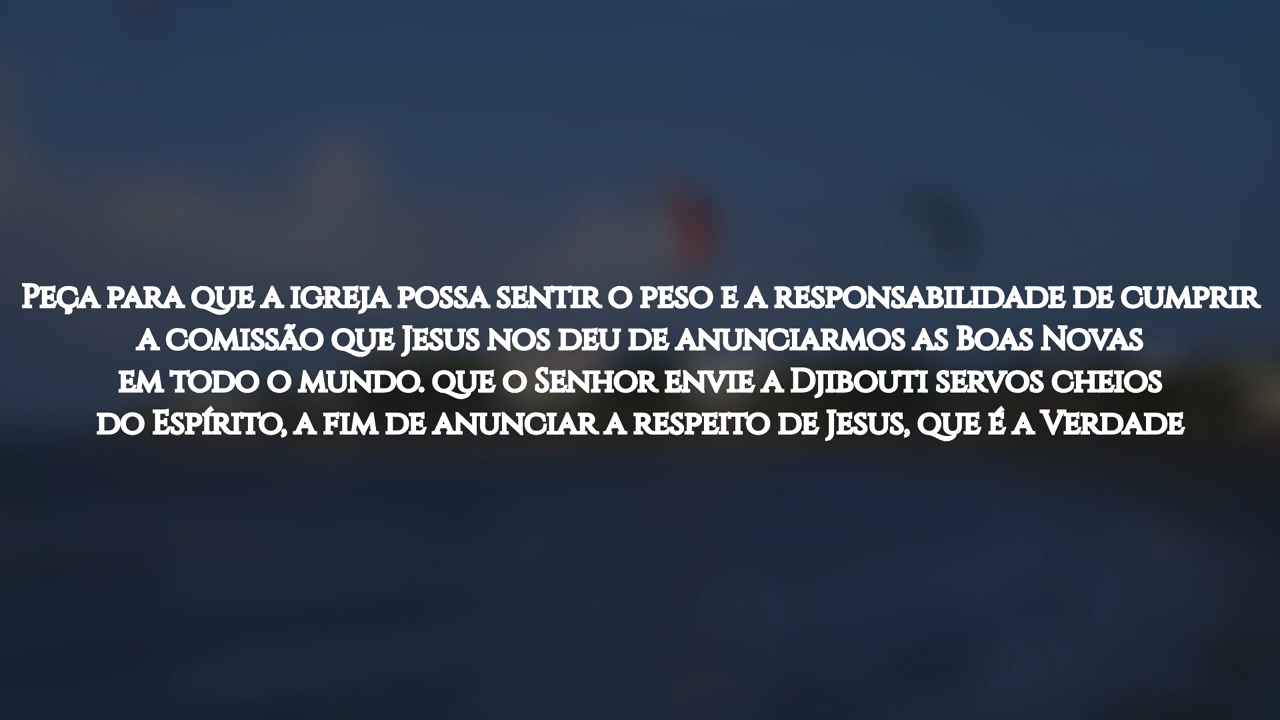 Peça para que a igreja possa sentir o peso e a responsabilidade de cumprir
a comissão que Jesus nos deu de anunciarmos as Boas Novas
em todo o mundo. que o Senhor envie a Djibouti servos cheios
do Espírito, a fim de anunciar a respeito de Jesus, que é a Verdade